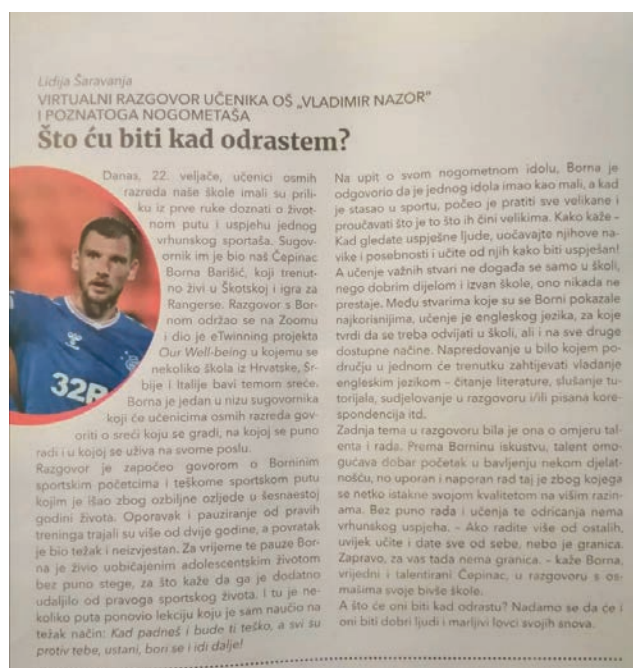 Lidija Šaravanja
VIRTUALNI RAZGOVOR UČENIKA OŠ „VLADIMIR NAZOR"
I POZNATOGA NOGOMETAŠA
Što ću biti kad odrastem?
Danas, 22. veljače, učenici osmih
razreda naše škole imali su prili-
ku iz prve ruke doznati o život-
nom putu i uspjehu jednog
vrhunskog sportaša. Sugov-
ornik im je bio naš Čepinac
Borna Barišić, koji trenut-
no živi u Škotskoj i igra za
Rangerse. Razgovor s Bor-
nom održao se na Zoomu
i dio je eTwinning projekta
Our Well-being u kojemu se
nekoliko škola iz Hrvatske, Sr-
bije i Italije bavi temom sreće.
Borna je jedan u nizu sugovornika
koji će učenicima osmih razreda gov-
oriti o sreći koju se gradi, na kojoj se puno
radi i u kojoj se uživa na svome poslu.
Razgovor je započeo govorom o Borninim
sportskim početcima i teškome sportskom putu
kojim je išao zbog ozbiljne ozljede u šesnaestoj
godini života. Oporavak i pauziranje od pravih
treninga trajali su više od dvije godine, a povratak
je bio težak i neizvjestan. Za vrijeme te pauze Bor-
na je živio uobičajenim adolescentskim životom
bez puno stege, za što kaže da ga je dodatno
udaljilo od pravoga sportskog života. I tu je ne-
koliko puta ponovio lekciju koju je sam naučio na
težak način: Kad padneš i bude ti teško, a svi su
protiv tebe, ustani, bori se i idi dalje!
Na upit o svom nogometnom idolu, Borna je
odgovorio da je jednog idola imao kao mali, a kad
je stasao u sportu, počeo je pratiti sve velikane i
proučavati što je to što ih čini velikima. Kako kaže -
Kad gledate uspješne ljude, uočavajte njihove na-
vike i posebnosti i učite od njih kako biti uspješan!
A učenje važnih stvari ne događa se samo u školi,
nego dobrim dijelom i izvan škole, ono nikada ne
prestaje. Među stvarima koje su se Borni pokazale
najkorisnijima, učenje je engleskog jezika, za koje
tvrdi da se treba odvijati u školi, ali i na sve druge
dostupne načine. Napredovanje u bilo kojem po-
dručju u jednom će trenutku zahtijevati vladanje
engleskim jezikom – čitanje literature, slušanje tu-
torijala, sudjelovanje u razgovoru i/ili pisana kore-
spondencija itd.
Zadnja tema u razgovoru bila je ona o omjeru tal-
enta i rada. Prema Borninu iskustvu, talent omo-
gućava dobar početak u bavljenju nekom djelat-
nošću, no uporan i naporan rad taj je zbog kojega
se netko istakne svojom kvalitetom na višim razin-
ama. Bez puno rada i učenja te odricanja nema
vrhunskog uspjeha. – Ako radite više od ostalih,
uvijek učite i date sve od sebe, nebo je granica.
Zapravo, za vas tada nema granica. – kaže Borna,
vrijedni i talentirani Čepinac, u razgovoru s os-
mašima svoje bivše škole.
A što će oni biti kad odrastu? Nadamo se da će i
oni biti dobri ljudi i marljivi lovci svojih snova.
32R